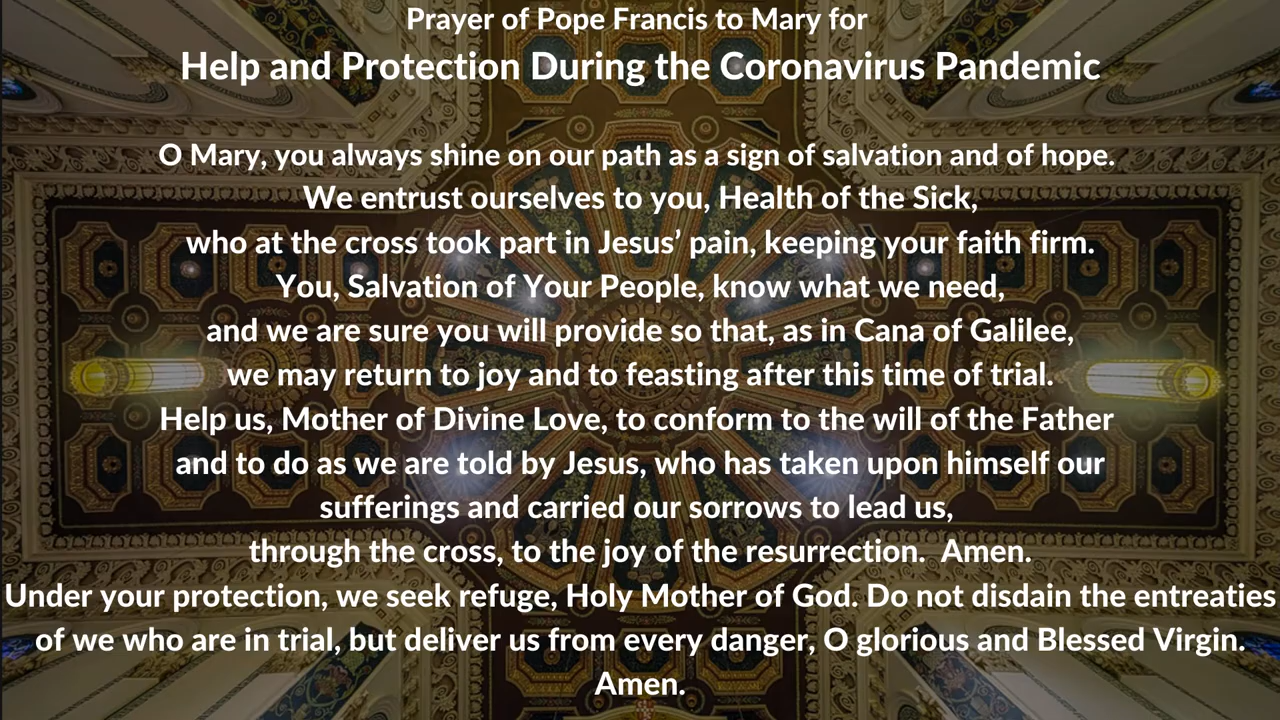 Prayer of Pope Francis to Mary for
Help and Protection During the Coronavirus Pandemic
O Mary, you always shine on our path as a sign of salvation and of hope.
We entrust ourselves to you, Health of the Sick,
who at the cross took part in Jesus’ pain, keeping your faith firm.
You, Salvation of Your People, know what we need,
and we are sure you will provide so that, as in Cana of Galilee,
we may return to joy and to feasting after this time of trial.
Help us, Mother of Divine Love, to conform to the will of the Father
and to do as we are told by Jesus, who has taken upon himself our
sufferings and carried our sorrows to lead us,
through the cross, to the joy of the resurrection.  Amen.
Under your protection, we seek refuge, Holy Mother of God. Do not disdain the entreaties
of we who are in trial, but deliver us from every danger, O glorious and Blessed Virgin.
Amen.